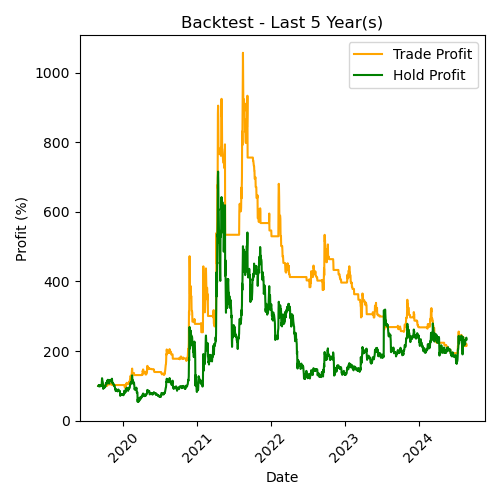 Backtest - Last 5 Year(s)
Trade Profit
Hold Profit
Profit (%)
1000
800
600
400
200
0
2020
2021
2022
2023
2024
Date